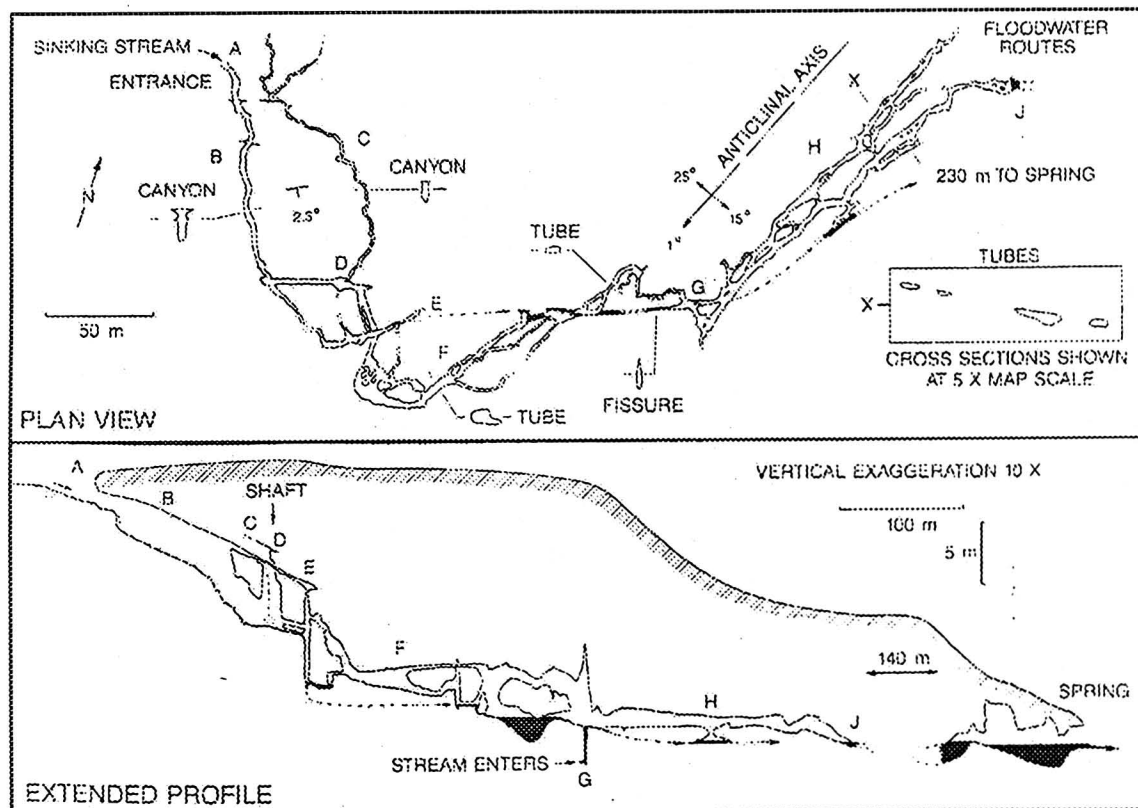 SINKING STREAM
A
ENTRANCE
B
C
CANYON
CANYON
2.5°
N
50 m
D
E
F
TUBE
TUBE
FISSURE
G
ANTICLINAL AXIS
25°
15°
X
H
FLOODWATER
ROUTES
J
230 m TO SPRING
TUBES
X
CROSS SECTIONS SHOWN
AT 5 X MAP SCALE
PLAN VIEW
A
B
SHAFT
C
D
E
F
VERTICAL EXAGGERATION 10 X
100 m
5 m
140 m
SPRING
H
J
STREAM ENTERS
G
EXTENDED PROFILE